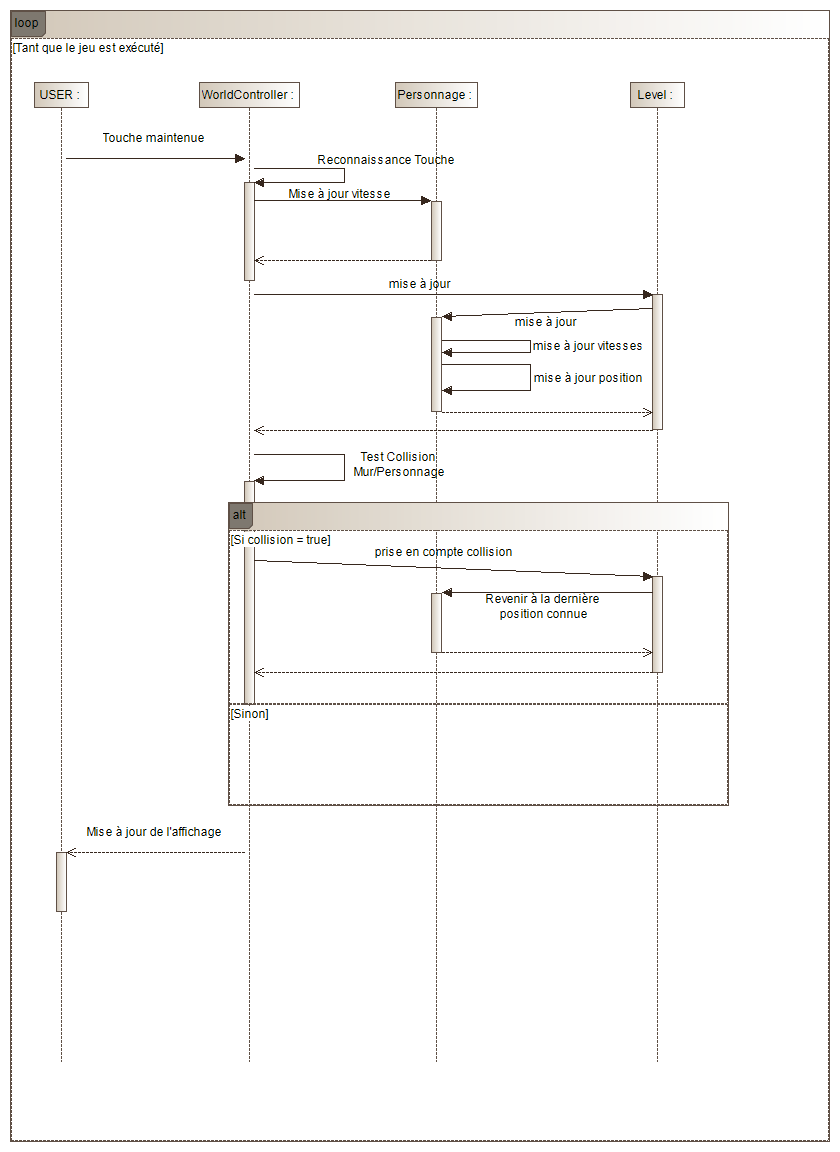 loop
[Tant que le jeu est exécuté]
USER :
WorldController :
Personnage :
Level :
Touche maintenue
Reconnaissance Touche
Mise à jour vitesse
mise à jour
mise à jour
mise à jour vitesses
mise à jour position
Test Collision
Mur/Personnage
alt
[Si collision = true]
prise en compte collision
Revenir à la dernière
position connue
[Sinon]
Mise à jour de l'affichage